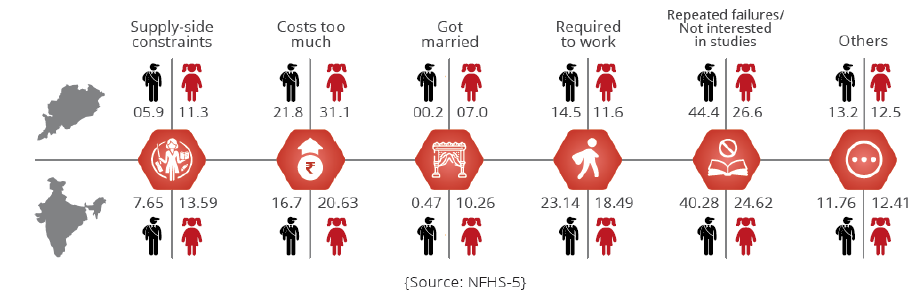 Supply-side
constraints
Costs too
much
Got
married
Required
to work
Repeated failures/
Not interested
in studies
Others
05.9 11.3
21.8 31.1
00.2 07.0
14.5 11.6
44.4 26.6
13.2 12.5
₹
7.65 13.59
16.7 20.63
0.47 10.26
23.14 18.49
40.28 24.62
11.76 12.41
{Source: NFHS-5}